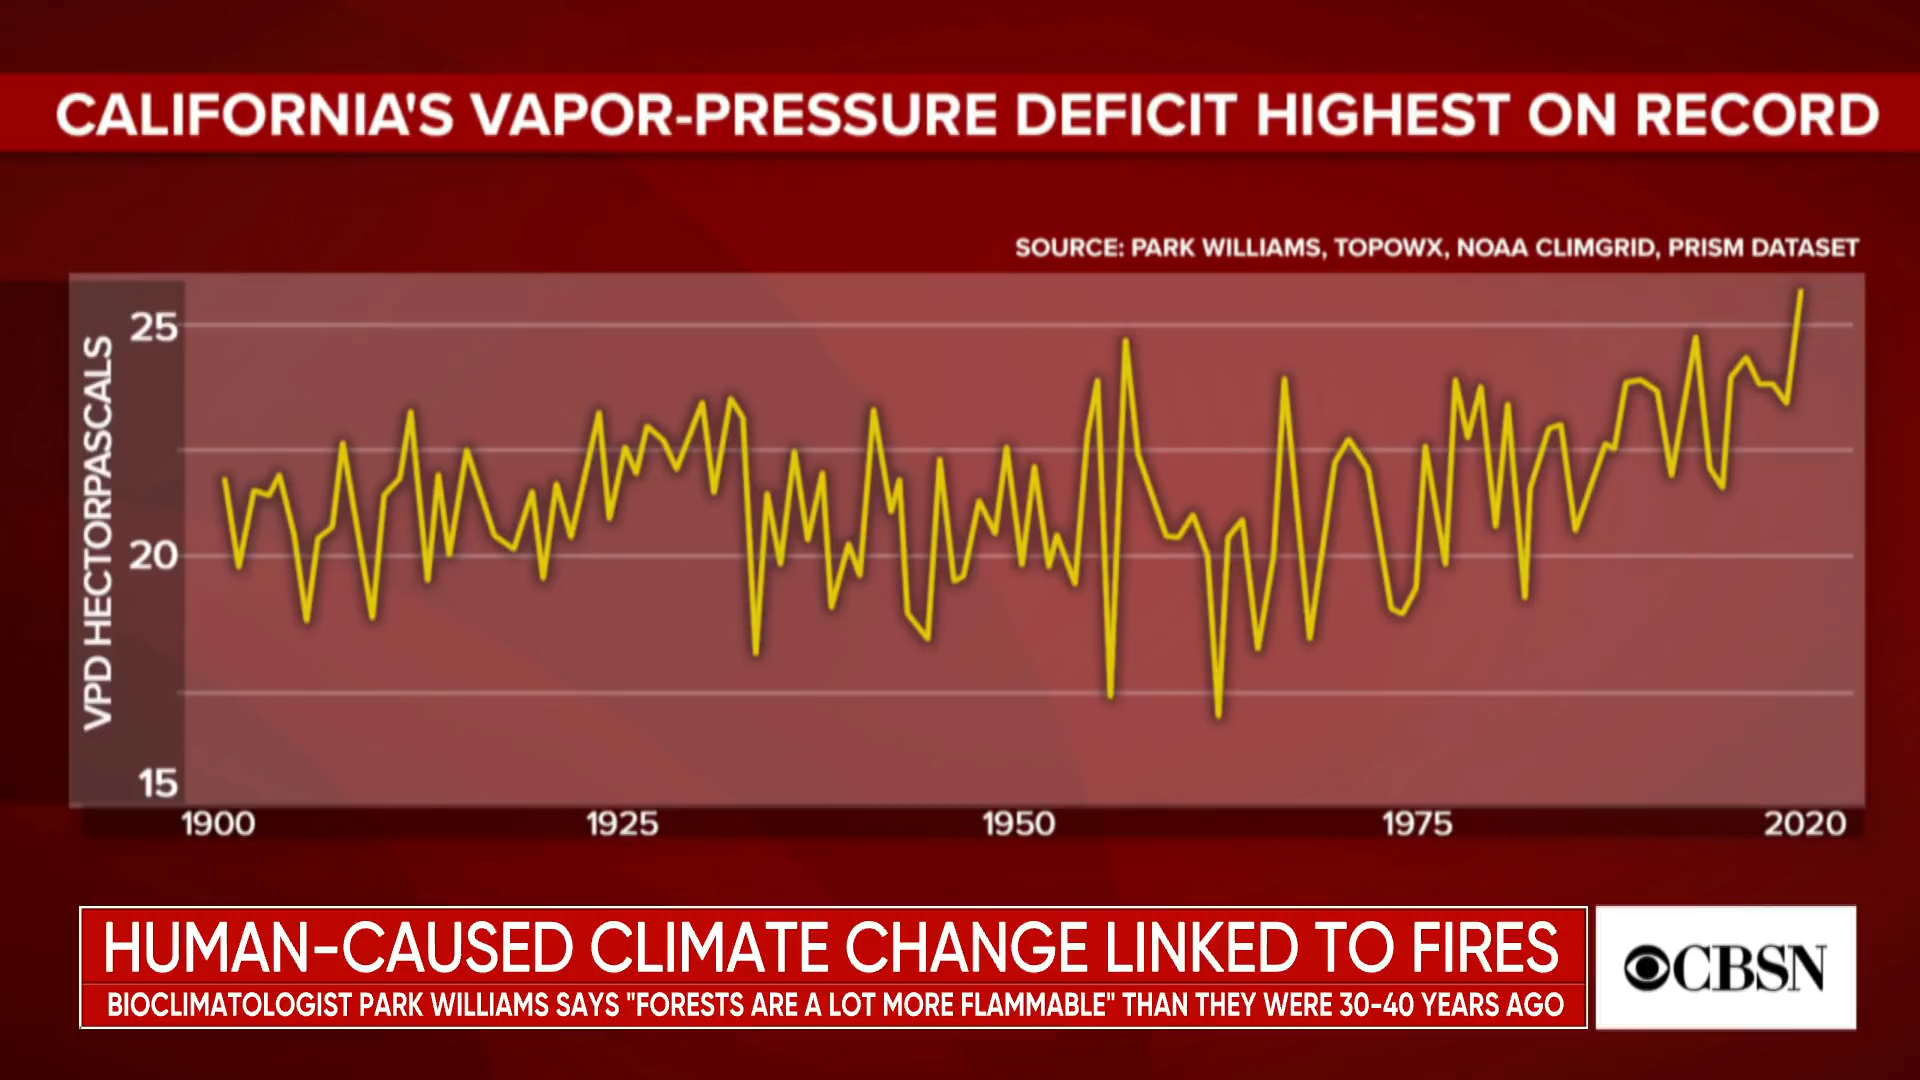 CALIFORNIA'S VAPOR-PRESSURE DEFICIT HIGHEST ON RECORD
SOURCE: PARK WILLIAMS, TOPOWX, NOAA CLIMGRID, PRISM DATASET
VPD HECTORPASCALS
25
20
15
1900 1925 1950 1975 2020
HUMAN-CAUSED CLIMATE CHANGE LINKED TO FIRES
BIOCLIMATOLOGIST PARK WILLIAMS SAYS "FORESTS ARE A LOT MORE FLAMMABLE" THAN THEY WERE 30-40 YEARS AGO
CBSN